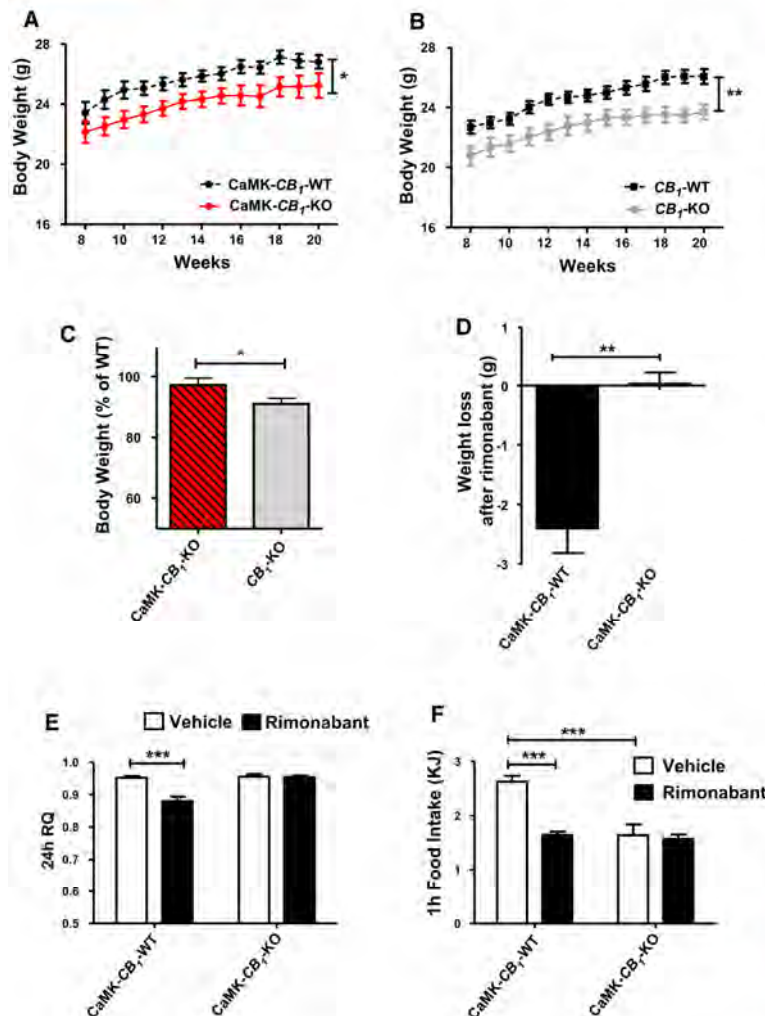 A
Body Weight (g)
28
24
20
16
*
CaMK-CB1-WT
CaMK-CB1-KO
8 10 12 14 16 18 20
Weeks
B
Body Weight (g)
28
24
20
16
**
CB1-WT
CB1-KO
8 10 12 14 16 18 20
Weeks
C
Body Weight (% of WT)
100
80
60
*
CaMK-CB1-KO
CB1-KO
D
Weight loss
after rimonabant (g)
1
0
-1
-2
-3
**
CaMK-CB1-WT
CaMK-CB1-KO
E
Vehicle Rimonabant
24h RQ
1.0
0.9
0.8
0.7
0.6
0.5
***
CaMK-CB1-WT
CaMK-CB1-KO
F
Vehicle
Rimonabant
1h Food Intake (KJ)
3
2
1
0
***
***
CaMK-CB1-WT
CaMK-CB1-KO